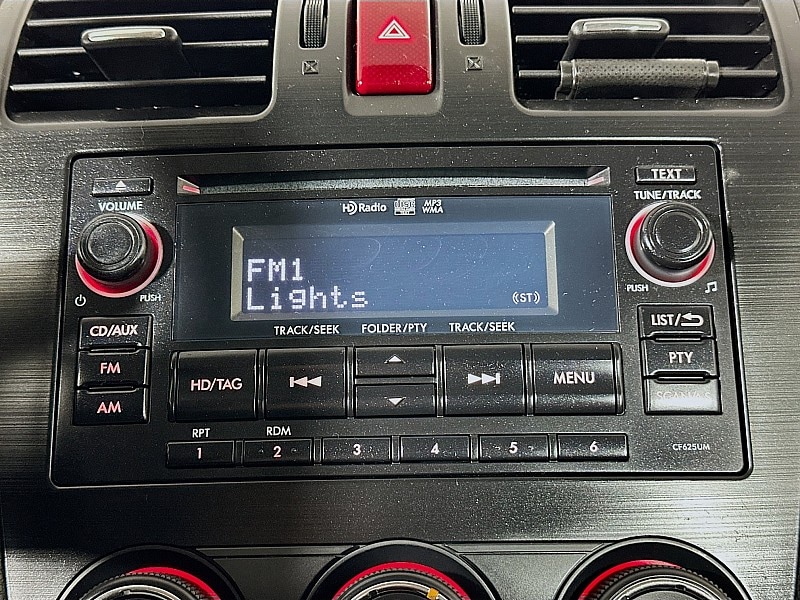 TEXT
VOLUME
HD Radio
MP3
WMA
TUNE/TRACK
FM1
Lights
(ST)
PUSH
PUSH
TRACK/SEEK FOLDER/PTY TRACK/SEEK
CD/AUX
LIST/
FM
HD/TAG
MENU
PTY
AM
SCAN
RPT RDM
1 2 3 4 5 6
CF625UM